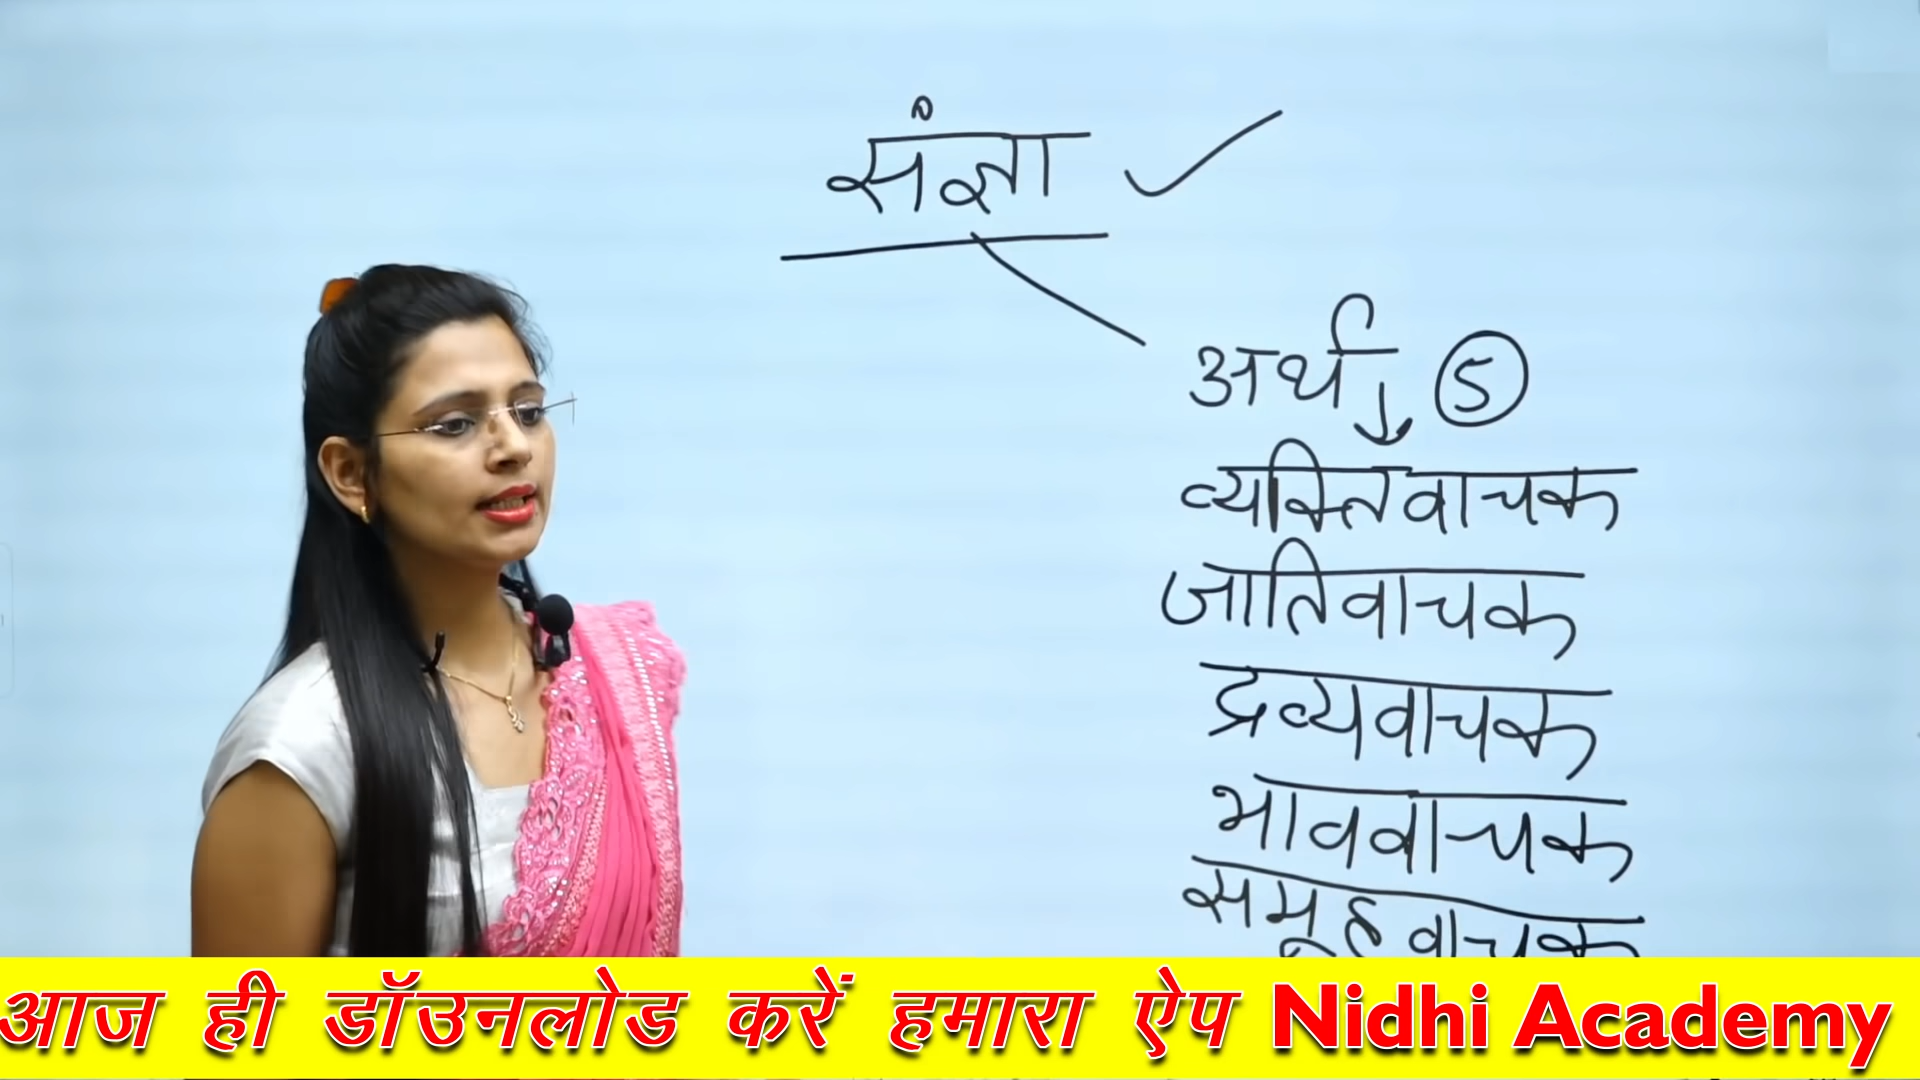 संज्ञा
अर्थ 5
व्यक्तिवाचक
जातिवाचक
द्रव्यवाचक
भाववाचक
समूहवाचक
आज ही डॉउनलोड करें हमारा ऐप Nidhi Academy